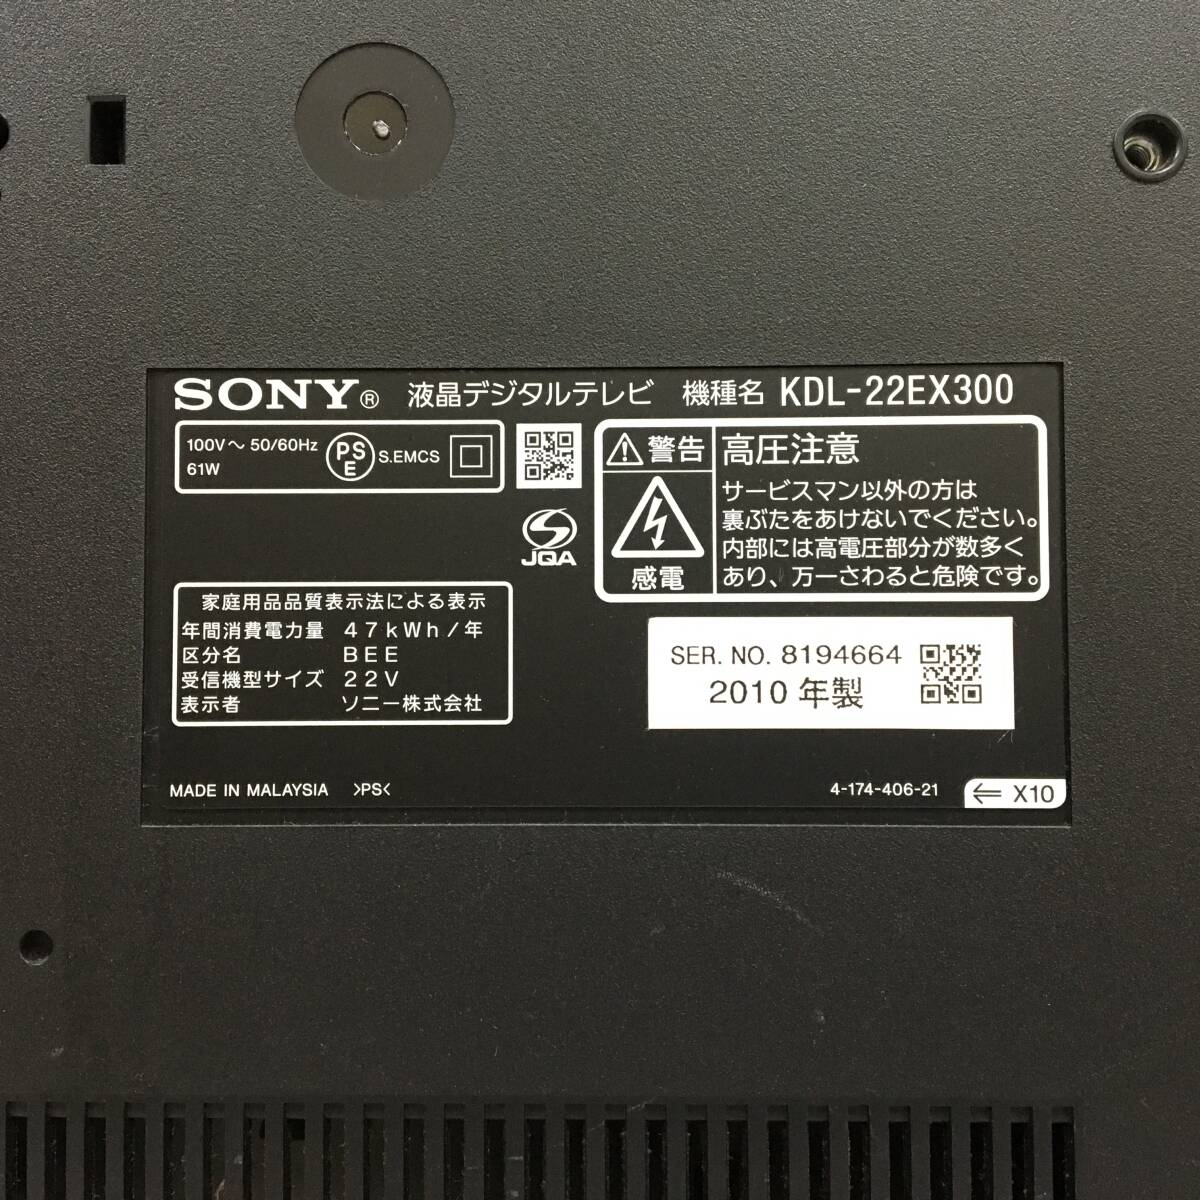 SONY® 液晶デジタルテレビ 機種名 KDL-22EX300
100V～ 50/60Hz
61W
PS
E
S.EMCS
JQA
警告 高圧注意
感電
サービスマン以外の方は
裏ぶたをあけないでください。
内部には高電圧部分が数多く
あり、万一さわると危険です。
家庭用品品質表示法による表示
年間消費電力量 47kWh/年
区分名 BEE
受信機型サイズ 22V
表示者 ソニー株式会社
SER. NO. 8194664
2010 年製
MADE IN MALAYSIA >PS< 4-174-406-21 ⇐ X10